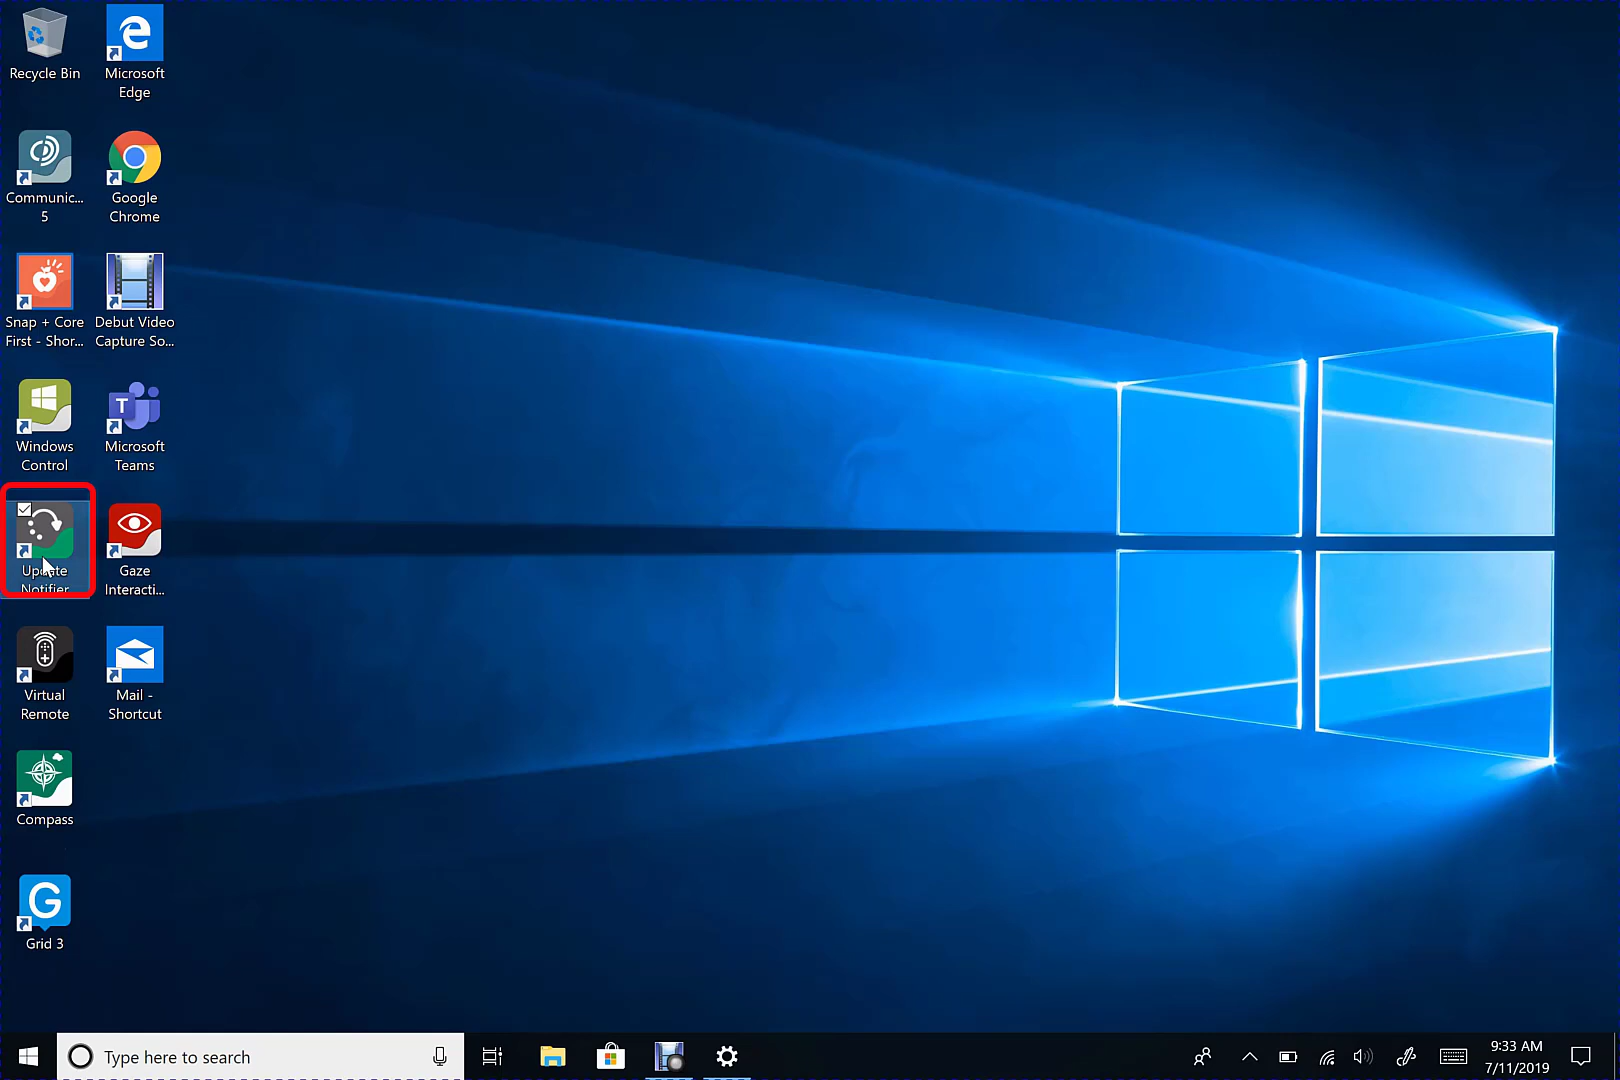 Recycle Bin
Microsoft
Edge
Communic...
5
Google
Chrome
Snap + Core
First - Shor...
Debut Video
Capture So...
Windows
Control
T
Microsoft
Teams
Update
Notifier
Gaze
Interacti...
Virtual
Remote
Mail -
Shortcut
Compass
G
Grid 3
Type here to search
9:33 AM
7/11/2019